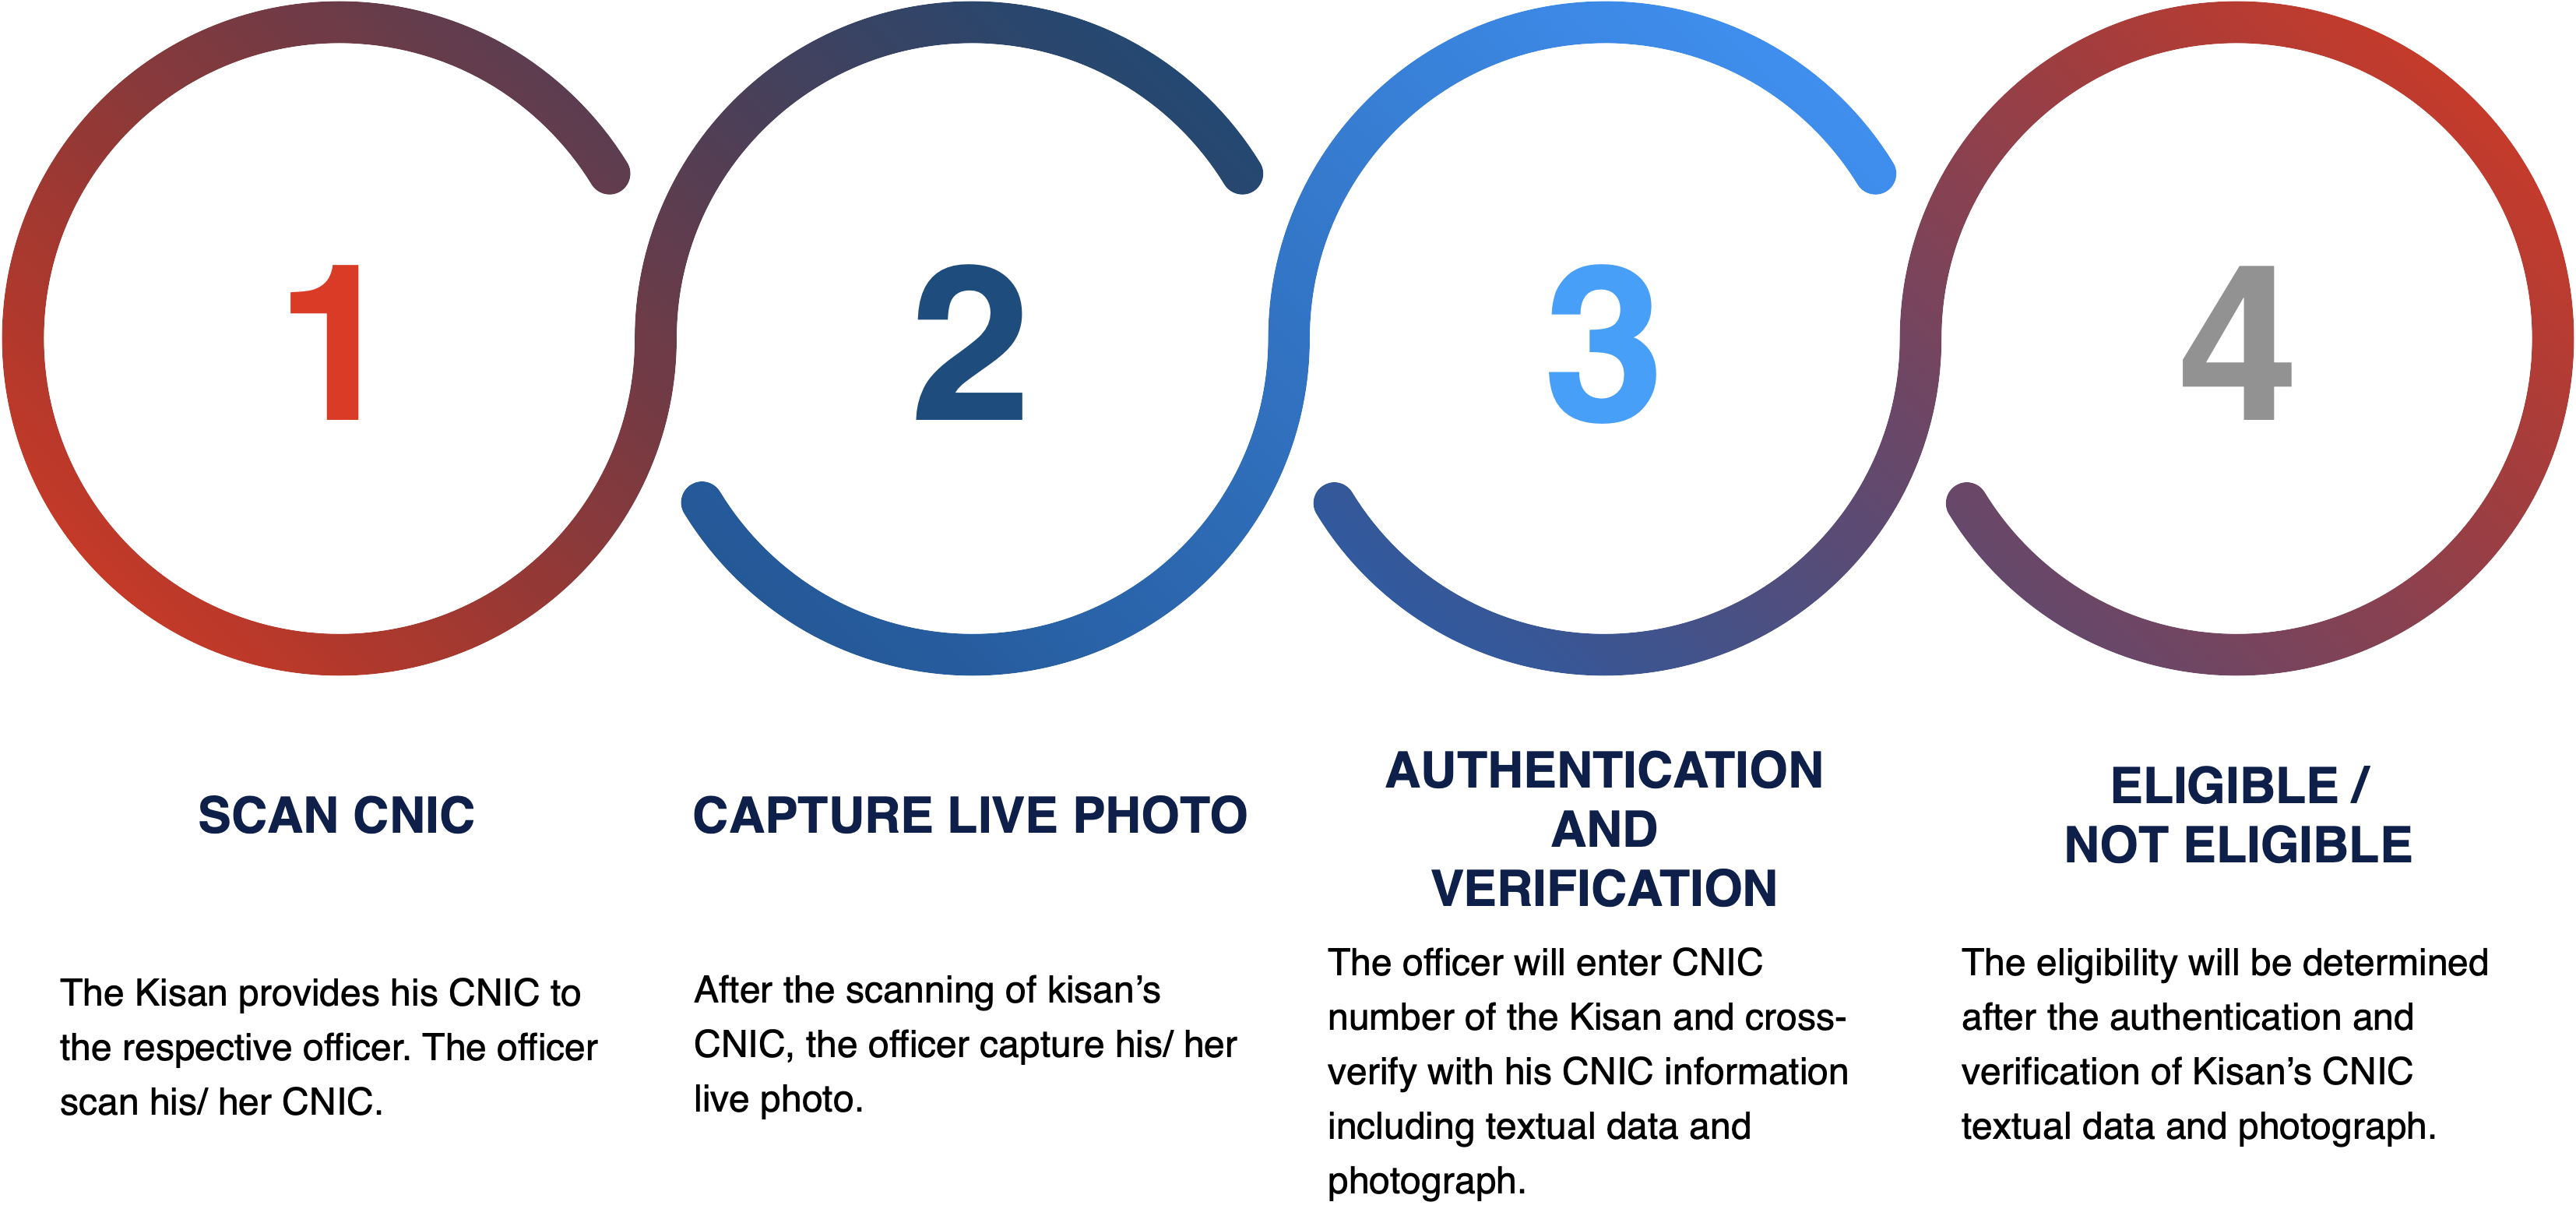 1
2
3
4
SCAN CNIC
The Kisan provides his CNIC to
the respective officer. The officer
scan his/ her CNIC.
CAPTURE LIVE PHOTO
After the scanning of kisan’s
CNIC, the officer capture his/ her
live photo.
AUTHENTICATION
AND
VERIFICATION
The officer will enter CNIC
number of the Kisan and cross-
verify with his CNIC information
including textual data and
photograph.
ELIGIBLE /
NOT ELIGIBLE
The eligibility will be determined
after the authentication and
verification of Kisan’s CNIC
textual data and photograph.